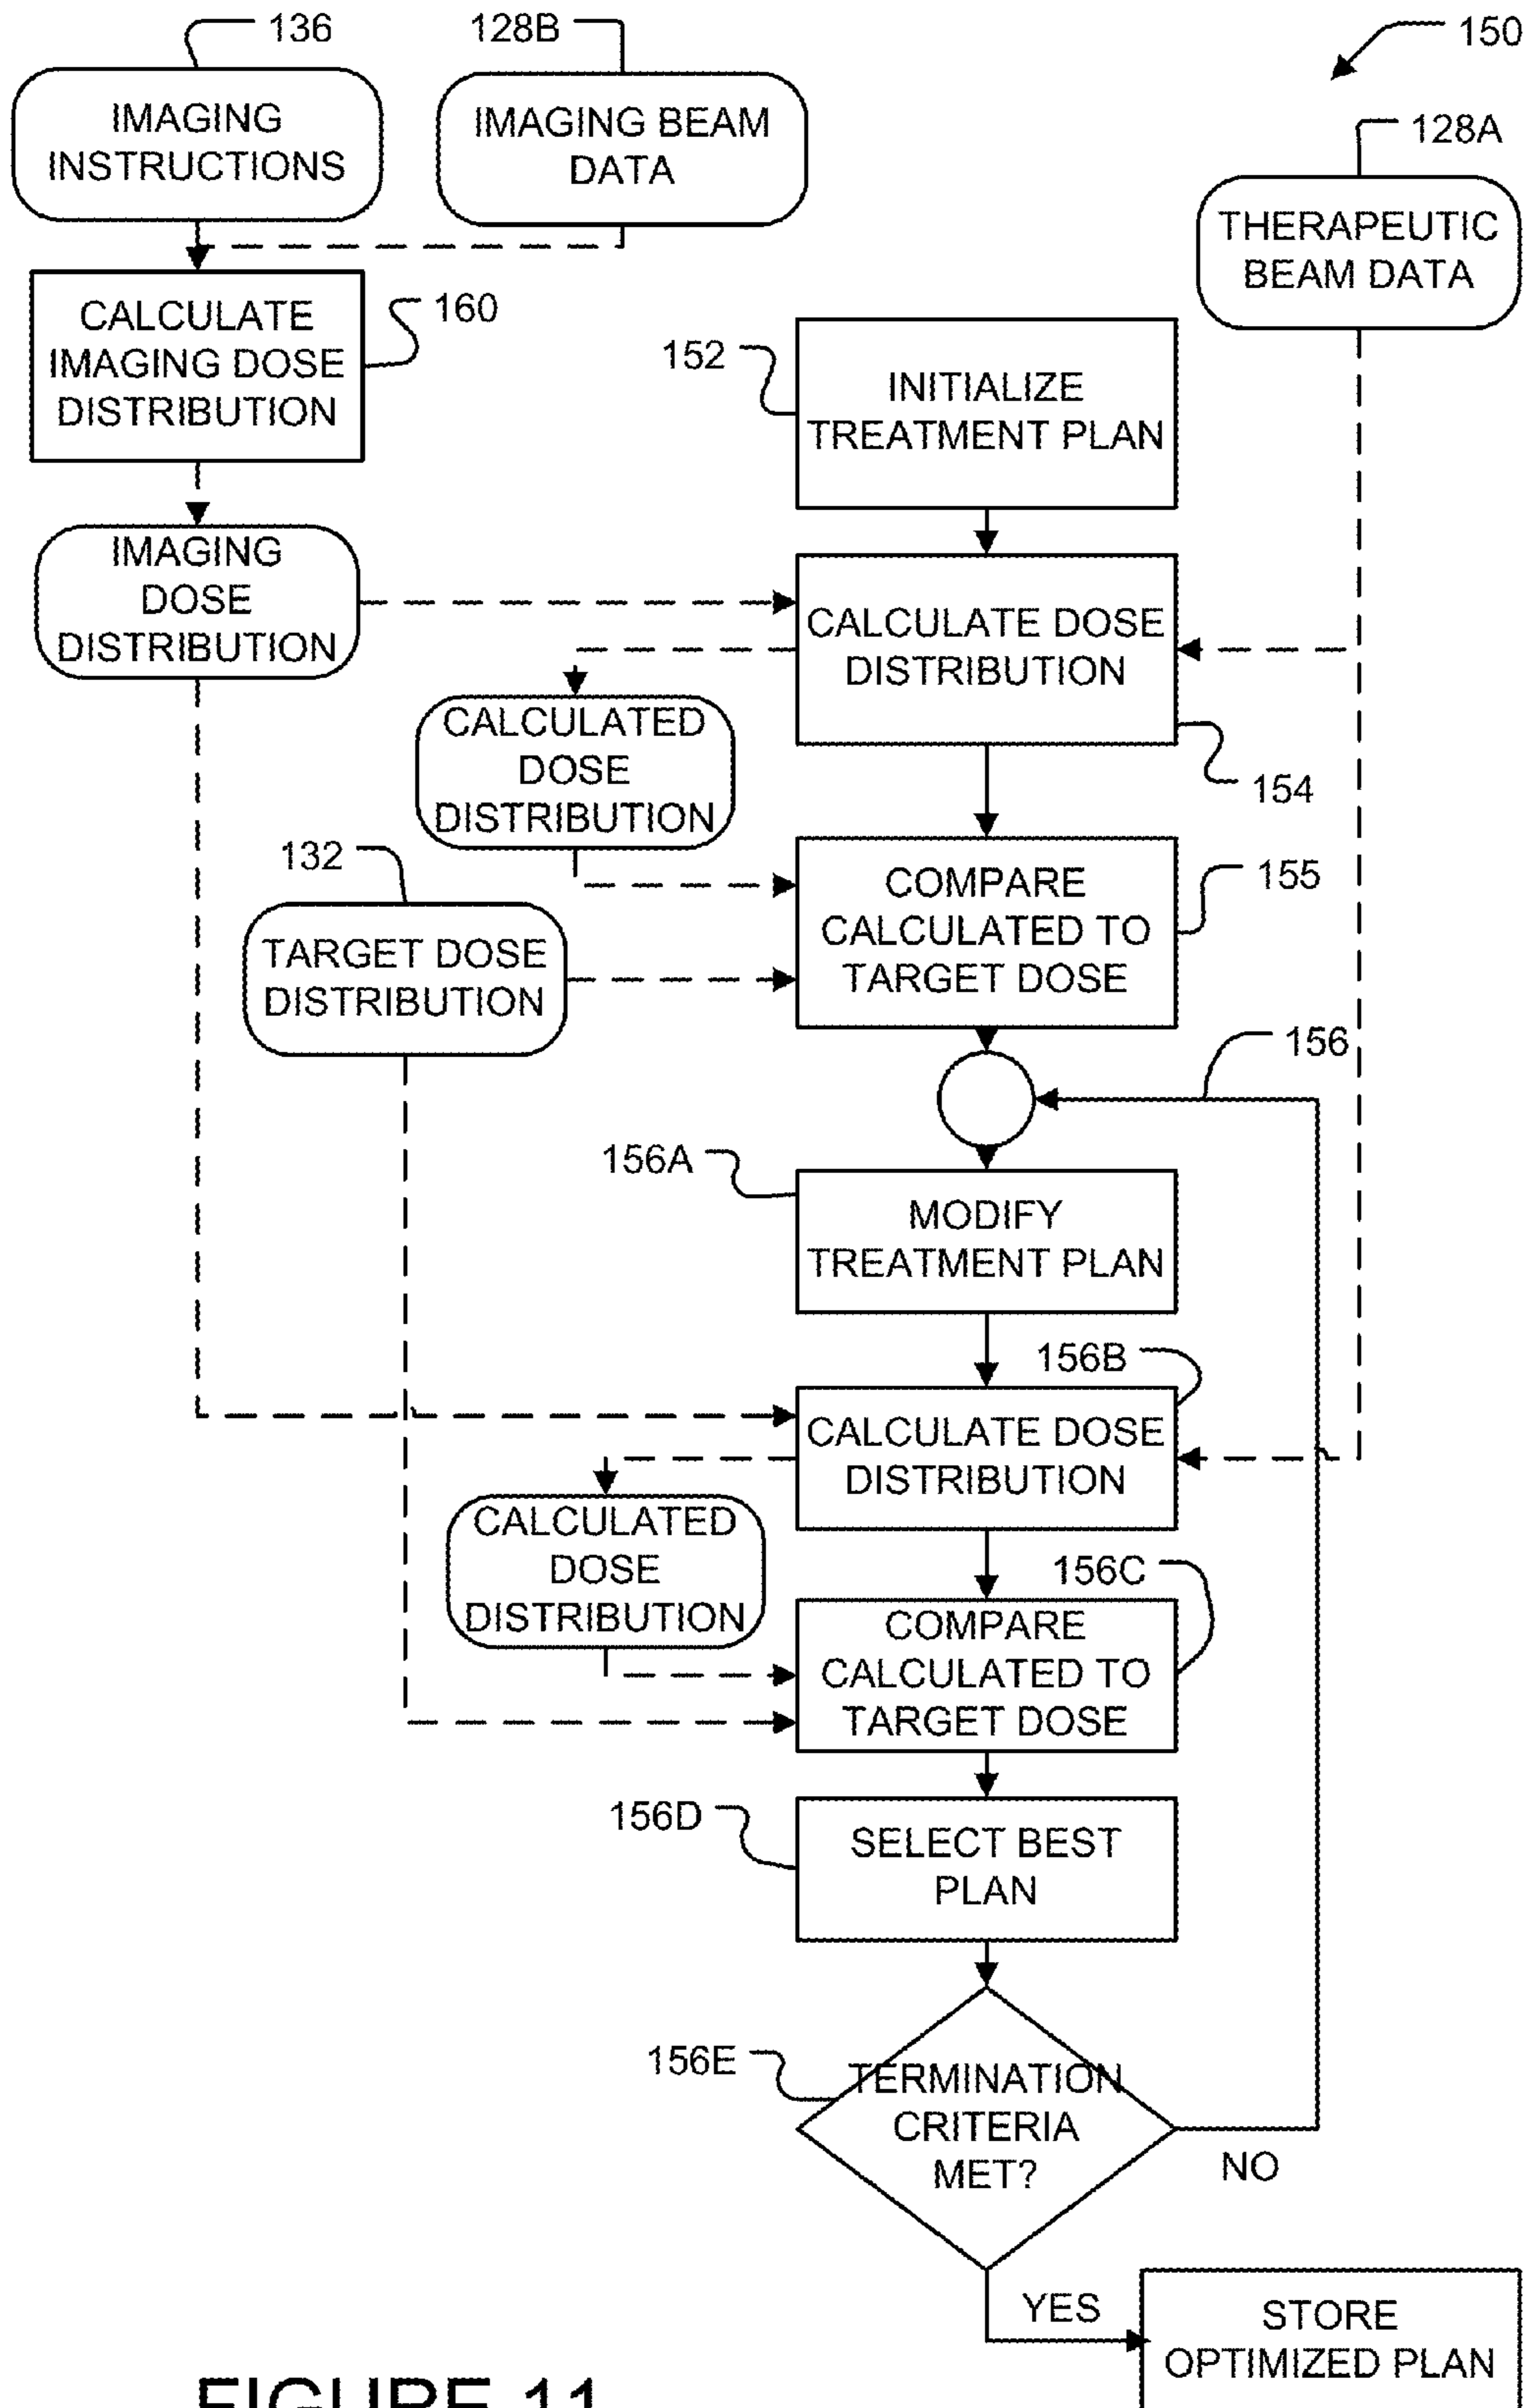 136
128B
150
IMAGING
INSTRUCTIONS
IMAGING BEAM
DATA
128A
THERAPEUTIC
BEAM DATA
CALCULATE
IMAGING DOSE
DISTRIBUTION
160
152
INITIALIZE
TREATMENT PLAN
IMAGING
DOSE
DISTRIBUTION
CALCULATE DOSE
DISTRIBUTION
154
CALCULATED
DOSE
DISTRIBUTION
132
TARGET DOSE
DISTRIBUTION
COMPARE
CALCULATED TO
TARGET DOSE
155
156
156A
MODIFY
TREATMENT PLAN
156B
CALCULATE DOSE
DISTRIBUTION
CALCULATED
DOSE
DISTRIBUTION
156C
COMPARE
CALCULATED TO
TARGET DOSE
156D
SELECT BEST
PLAN
156E
TERMINATION
CRITERIA
MET?
NO
YES
STORE
OPTIMIZED PLAN
FIGURE 11